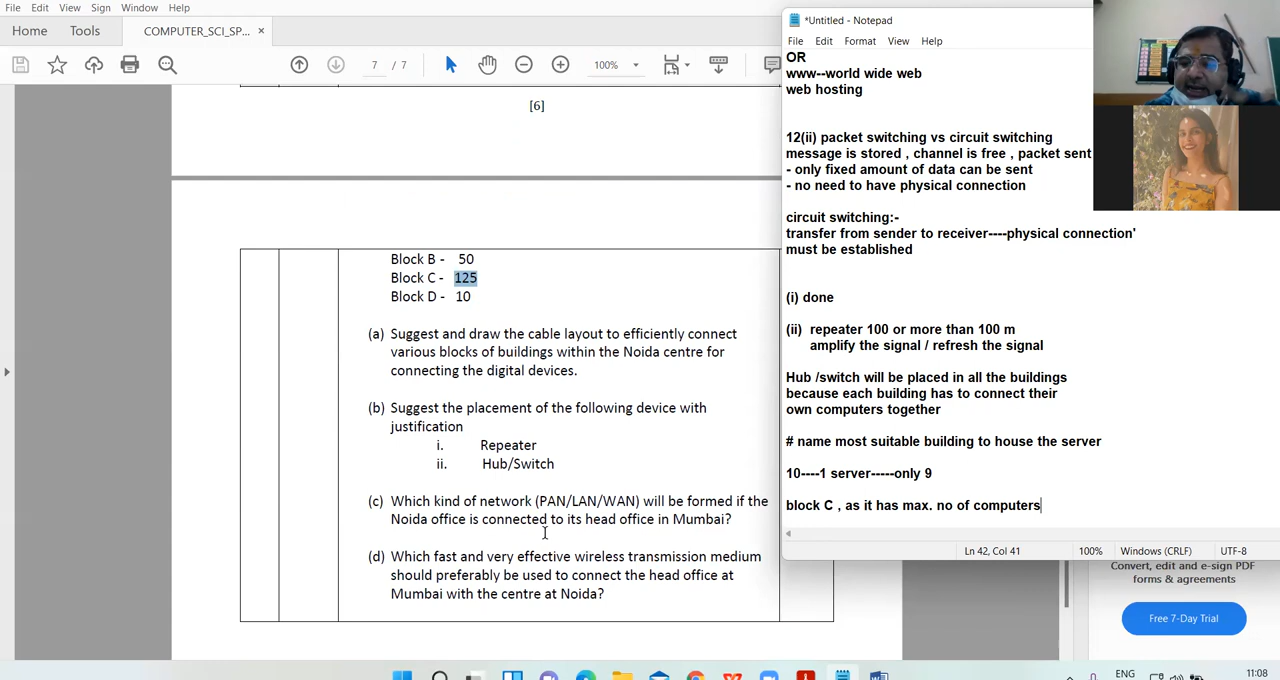 File Edit View Sign Window Help
Home Tools COMPUTER_SCI_SP... ×
7 / 7 100%
[6]
Block B - 50
Block C - 125
Block D - 10
(a) Suggest and draw the cable layout to efficiently connect
various blocks of buildings within the Noida centre for
connecting the digital devices.
(b) Suggest the placement of the following device with
justification
i. Repeater
ii. Hub/Switch
(c) Which kind of network (PAN/LAN/WAN) will be formed if the
Noida office is connected to its head office in Mumbai?
(d) Which fast and very effective wireless transmission medium
should preferably be used to connect the head office at
Mumbai with the centre at Noida?
*Untitled - Notepad
File Edit Format View Help
OR
www--world wide web
web hosting
12(ii) packet switching vs circuit switching
message is stored , channel is free , packet sent
- only fixed amount of data can be sent
- no need to have physical connection
circuit switching:-
transfer from sender to receiver----physical connection'
must be established
(i) done
(ii) repeater 100 or more than 100 m
amplify the signal / refresh the signal
Hub /switch will be placed in all the buildings
because each building has to connect their
own computers together
# name most suitable building to house the server
10----1 server-----only 9
block C , as it has max. no of computers
Ln 42, Col 41 100% Windows (CRLF) UTF-8
Convert, edit and e-sign PDF
forms & agreements
Free 7-Day Trial
ENG
11:08